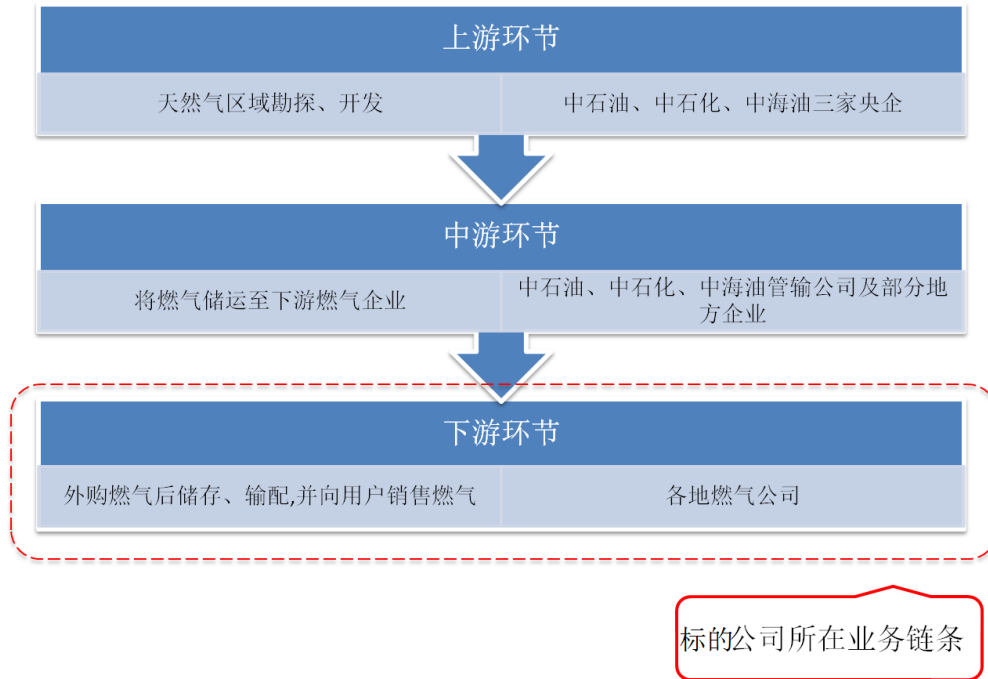 上游环节
天然气区域勘探、开发
中石油、中石化、中海油三家央企
中游环节
将燃气储运至下游燃气企业
中石油、中石化、中海油管输公司及部分地
方企业
下游环节
外购燃气后储存、输配,并向用户销售燃气
各地燃气公司
标的公司所在业务链条